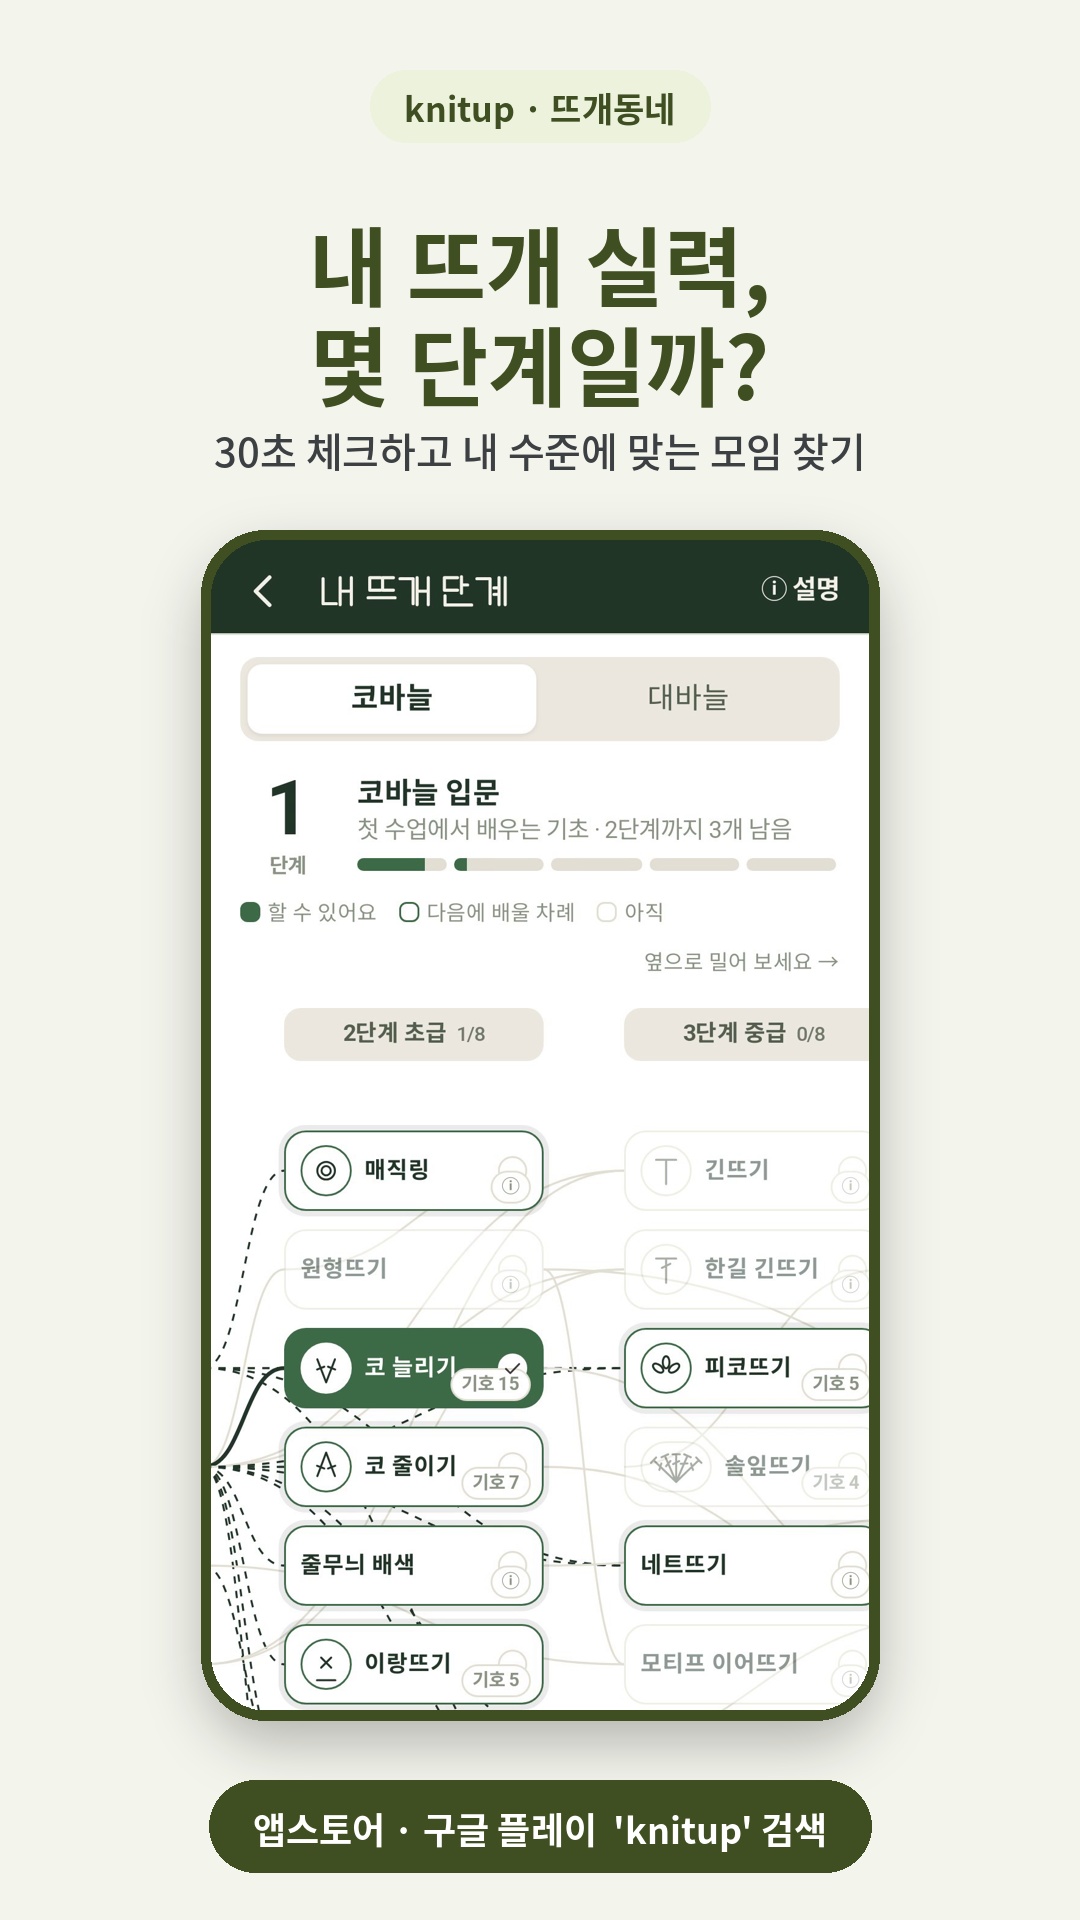 knitup · 뜨개동네
내 뜨개 실력,
몇 단계일까?
30초 체크하고 내 수준에 맞는 모임 찾기
내 뜨개 단계
ⓘ 설명
코바늘
대바늘
1
단계
코바늘 입문
첫 수업에서 배우는 기초 · 2단계까지 3개 남음
할 수 있어요
다음에 배울 차례
아직
옆으로 밀어 보세요 →
2단계 초급 1/8
3단계 중급 0/8
매직링
ⓘ
긴뜨기
ⓘ
원형뜨기
ⓘ
한길 긴뜨기
ⓘ
코 늘리기
기호 15
피코뜨기
기호 5
코 줄이기
기호 7
솔잎뜨기
기호 4
줄무늬 배색
ⓘ
네트뜨기
ⓘ
이랑뜨기
기호 5
모티프 이어뜨기
ⓘ
앱스토어 · 구글 플레이 'knitup' 검색